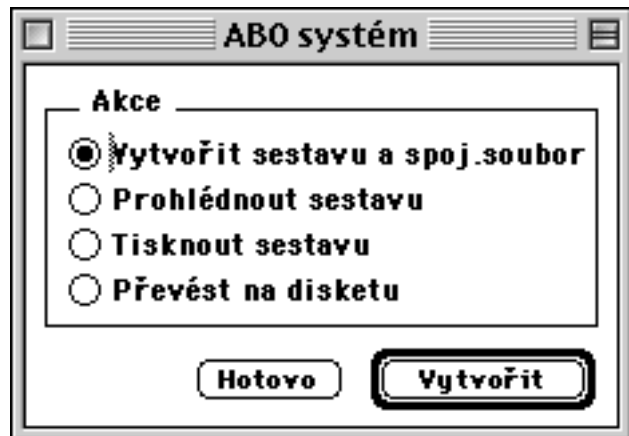 ABO systém
Akce
Vytvořit sestavu a spoj.soubor
Prohlédnout sestavu
Tisknout sestavu
Převést na disketu
Hotovo
Vytvořit